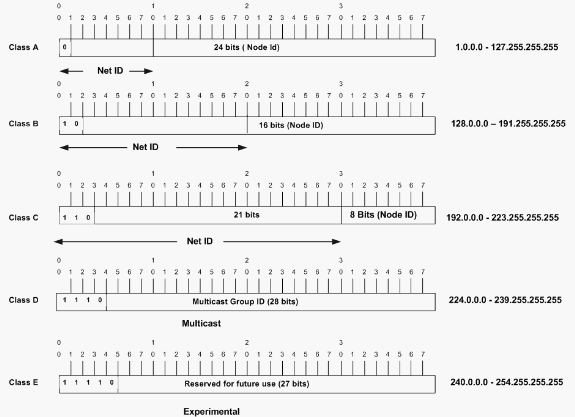 0 1 2 3
0 1 2 3 4 5 6 7 0 1 2 3 4 5 6 7 0 1 2 3 4 5 6 7 0 1 2 3 4 5 6 7
Class A 0 24 bits ( Node Id) 1.0.0.0 - 127.255.255.255
Net ID
0 1 2 3
0 1 2 3 4 5 6 7 0 1 2 3 4 5 6 7 0 1 2 3 4 5 6 7 0 1 2 3 4 5 6 7
Class B 1 0 16 bits (Node ID) 128.0.0.0 – 191.255.255.255
Net ID
0 1 2 3
0 1 2 3 4 5 6 7 0 1 2 3 4 5 6 7 0 1 2 3 4 5 6 7 0 1 2 3 4 5 6 7
Class C 1 1 0 21 bits 8 Bits (Node ID) 192.0.0.0 - 223.255.255.255
Net ID
0 1 2 3
0 1 2 3 4 5 6 7 0 1 2 3 4 5 6 7 0 1 2 3 4 5 6 7 0 1 2 3 4 5 6 7
Class D 1 1 1 0 Multicast Group ID (28 bits) 224.0.0.0 - 239.255.255.255
Multicast
0 1 2 3
0 1 2 3 4 5 6 7 0 1 2 3 4 5 6 7 0 1 2 3 4 5 6 7 0 1 2 3 4 5 6 7
Class E 1 1 1 1 0 Reserved for future use (27 bits) 240.0.0.0 - 254.255.255.255
Experimental